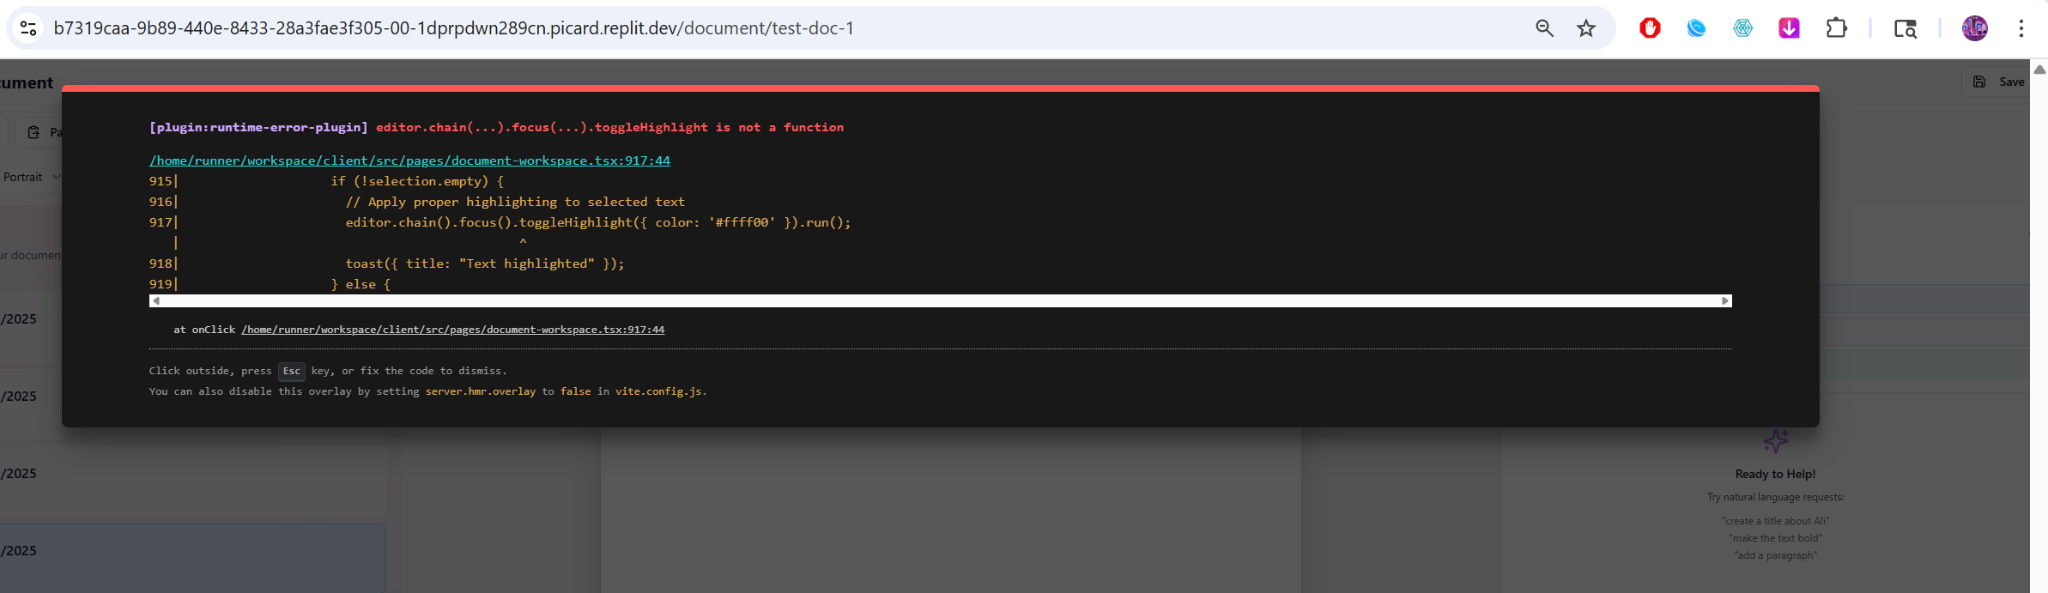 b7319caa-9b89-440e-8433-28a3fae3f305-00-1dprpdwn289cn.picard.replit.dev/document/test-doc-1
cument
Save
Pa
Portrait
ur documen
/2025
/2025
/2025
/2025
[plugin:runtime-error-plugin] editor.chain(...).focus(...).toggleHighlight is not a function
/home/runner/workspace/client/src/pages/document-workspace.tsx:917:44
915|                    if (!selection.empty) {
916|                      // Apply proper highlighting to selected text
917|                      editor.chain().focus().toggleHighlight({ color: '#ffff00' }).run();
   |                                             ^
918|                      toast({ title: "Text highlighted" });
919|                    } else {
at onClick /home/runner/workspace/client/src/pages/document-workspace.tsx:917:44
Click outside, press Esc key, or fix the code to dismiss.
You can also disable this overlay by setting server.hmr.overlay to false in vite.config.js.
Ready to Help!
Try natural language requests:
"create a title about Ali"
"make the text bold"
"add a paragraph"